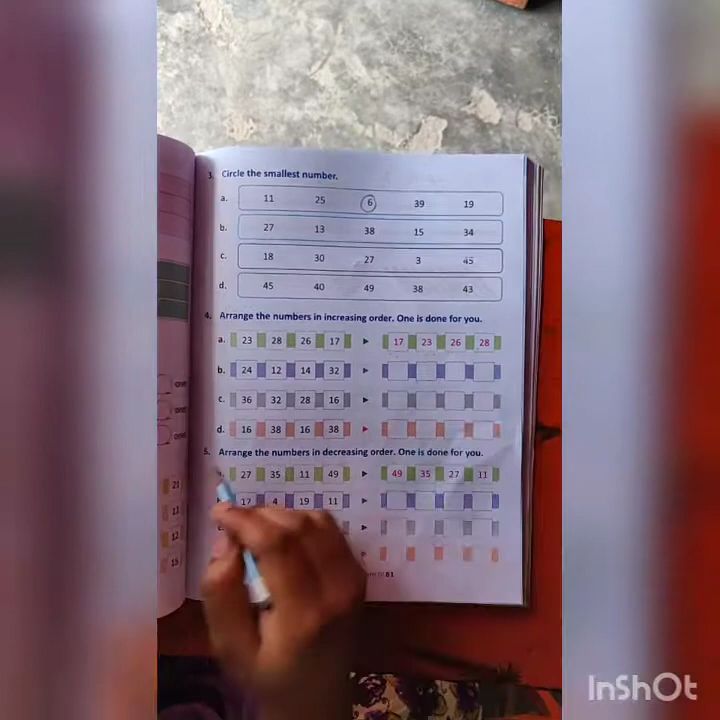 3. Circle the smallest number.
a. 11 25 6 39 19
b. 27 13 38 15 34
c. 18 30 27 3 45
d. 45 40 49 38 43
4. Arrange the numbers in increasing order. One is done for you.
a. 23 28 26 17 17 23 26 28
b. 24 12 14 32
c. 36 32 28 16
d. 16 38 16 38
5. Arrange the numbers in decreasing order. One is done for you.
27 35 11 49 49 35 27 11
17 4 19 11
81
21
11
12
InShOt